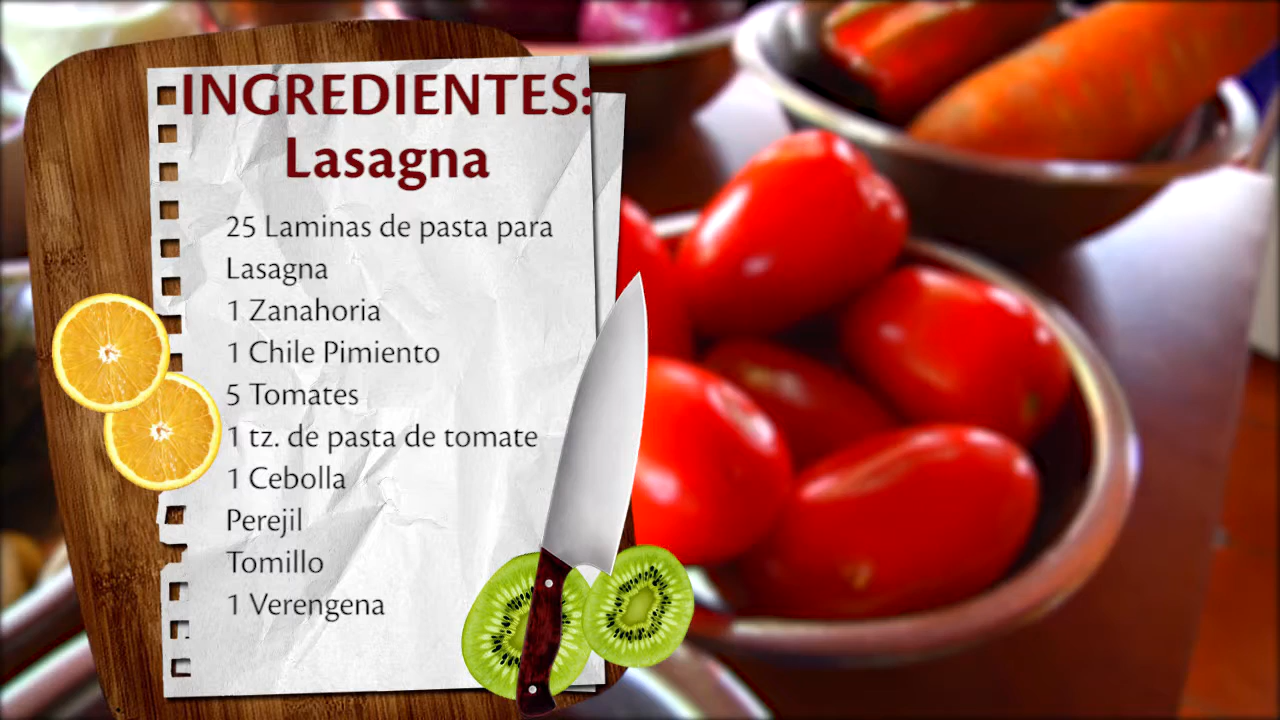 INGREDIENTES:
Lasagna
25 Laminas de pasta para
Lasagna
1 Zanahoria
1 Chile Pimiento
5 Tomates
1 tz. de pasta de tomate
1 Cebolla
Perejil
Tomillo
1 Verengena